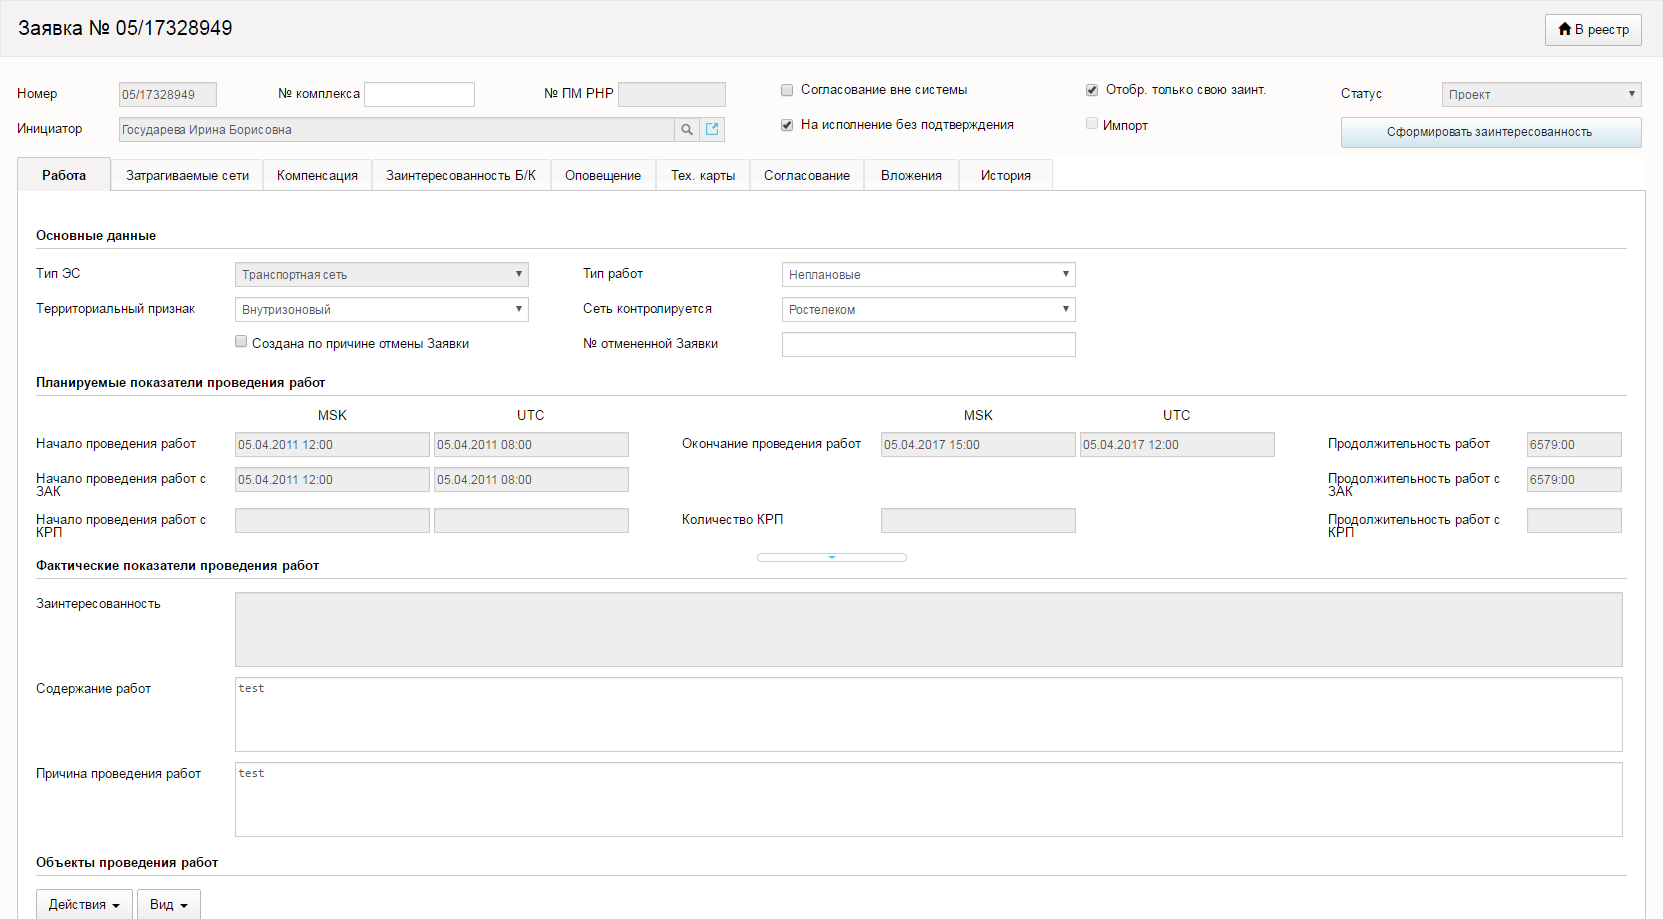 Заявка № 05/17328949
В реестр
Номер 05/17328949 № комплекса № ПМ РНР Согласование вне системы Отобр. только свою заинт. Статус Проект
Инициатор Государева Ирина Борисовна На исполнение без подтверждения Импорт Сформировать заинтересованность
Работа Затрагиваемые сети Компенсация Заинтересованность Б/К Оповещение Тех. карты Согласование Вложения История
Основные данные
Тип ЭС Транспортная сеть Тип работ Неплановые
Территориальный признак Внутризоновый Сеть контролируется Ростелеком
Создана по причине отмены Заявки № отмененной Заявки
Планируемые показатели проведения работ
MSK UTC MSK UTC
Начало проведения работ 05.04.2011 12:00 05.04.2011 08:00 Окончание проведения работ 05.04.2017 15:00 05.04.2017 12:00 Продолжительность работ 6579:00
Начало проведения работ с ЗАК 05.04.2011 12:00 05.04.2011 08:00 Продолжительность работ с ЗАК 6579:00
Начало проведения работ с КРП Количество КРП Продолжительность работ с КРП
Фактические показатели проведения работ
Заинтересованность
Содержание работ test
Причина проведения работ test
Объекты проведения работ
Действия Вид